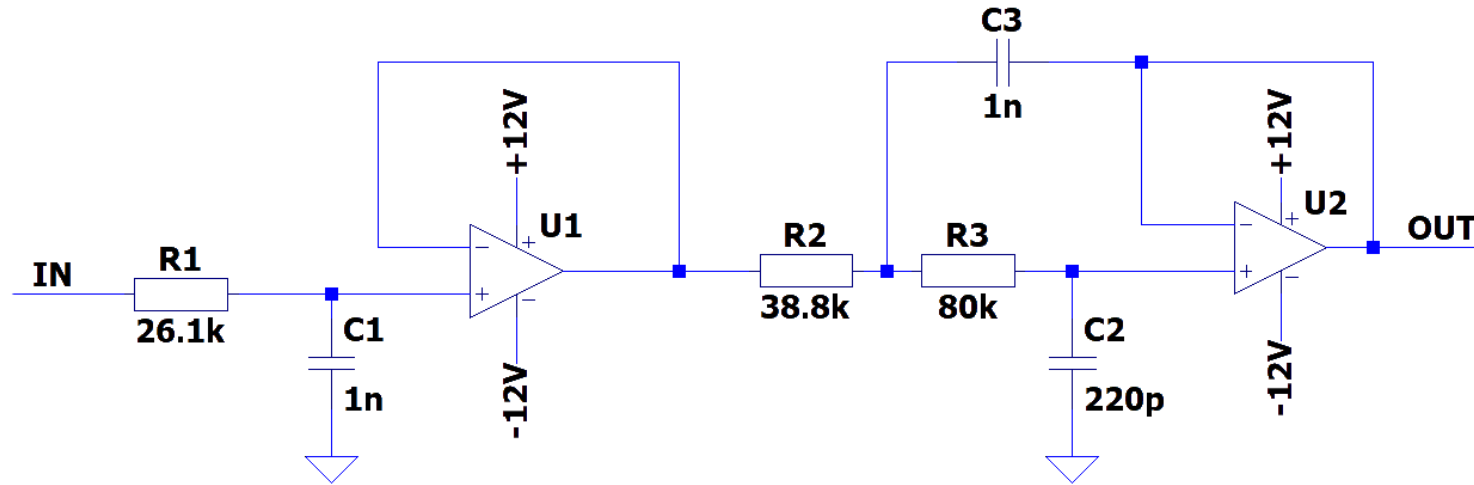 C3
1n
+12V
+12V
U1
U2
R1
R2
R3
IN
OUT
26.1k
38.8k
80k
C1
C2
1n
220p
-12V
-12V